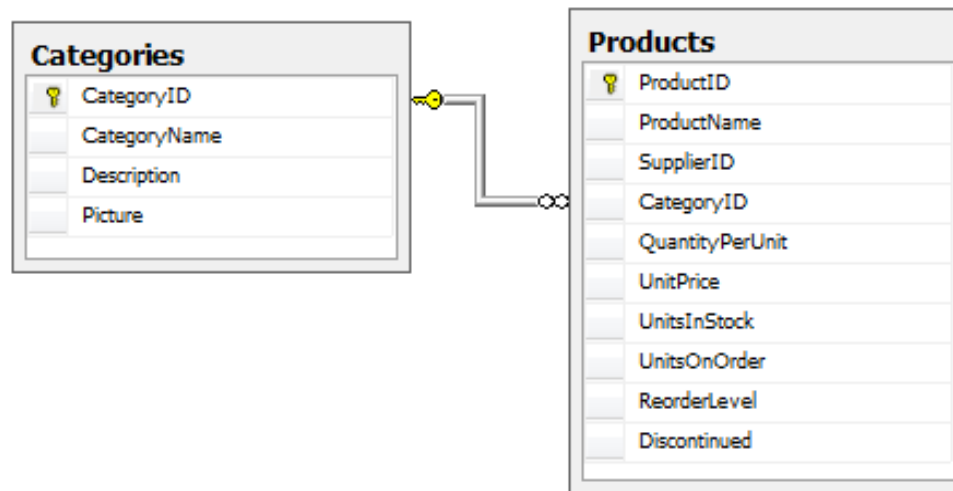 Categories
CategoryID
CategoryName
Description
Picture
Products
ProductID
ProductName
SupplierID
CategoryID
QuantityPerUnit
UnitPrice
UnitsInStock
UnitsOnOrder
ReorderLevel
Discontinued